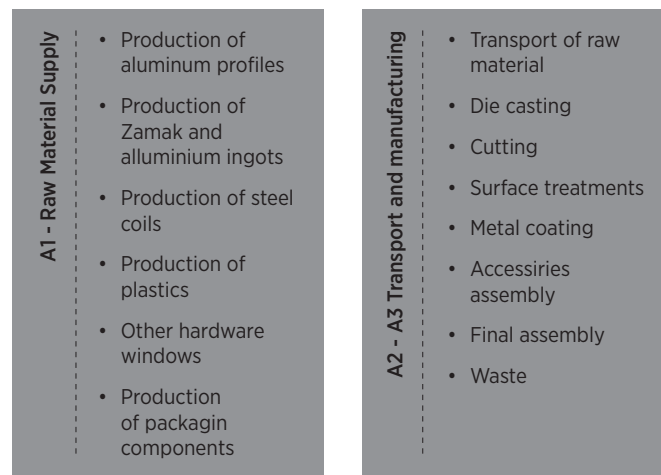 A1 - Raw Material Supply
• Production of
aluminum profiles
• Production of
Zamak and
alluminium ingots
• Production of steel
coils
• Production of
plastics
• Other hardware
windows
• Production
of packagin
components
A2 - A3 Transport and manufacturing
• Transport of raw
material
• Die casting
• Cutting
• Surface treatments
• Metal coating
• Accessiries
assembly
• Final assembly
• Waste